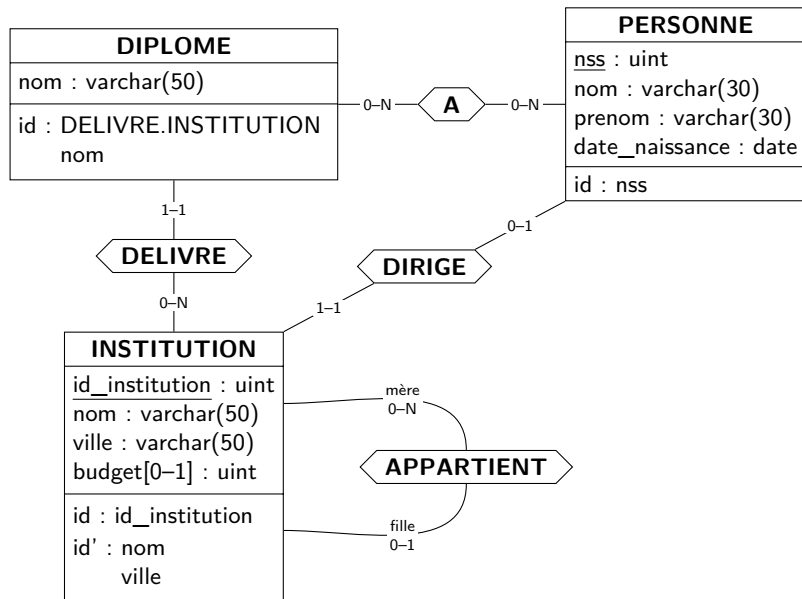 DIPLOME
nom : varchar(50)
id : DELIVRE.INSTITUTION
nom
0–N
A
0–N
PERSONNE
nss : uint
nom : varchar(30)
prenom : varchar(30)
date_naissance : date
id : nss
1–1
DELIVRE
0–N
0–1
DIRIGE
1–1
INSTITUTION
id_institution : uint
nom : varchar(50)
ville : varchar(50)
budget[0–1] : uint
id : id_institution
id' : nom
ville
mère
0–N
APPARTIENT
fille
0–1